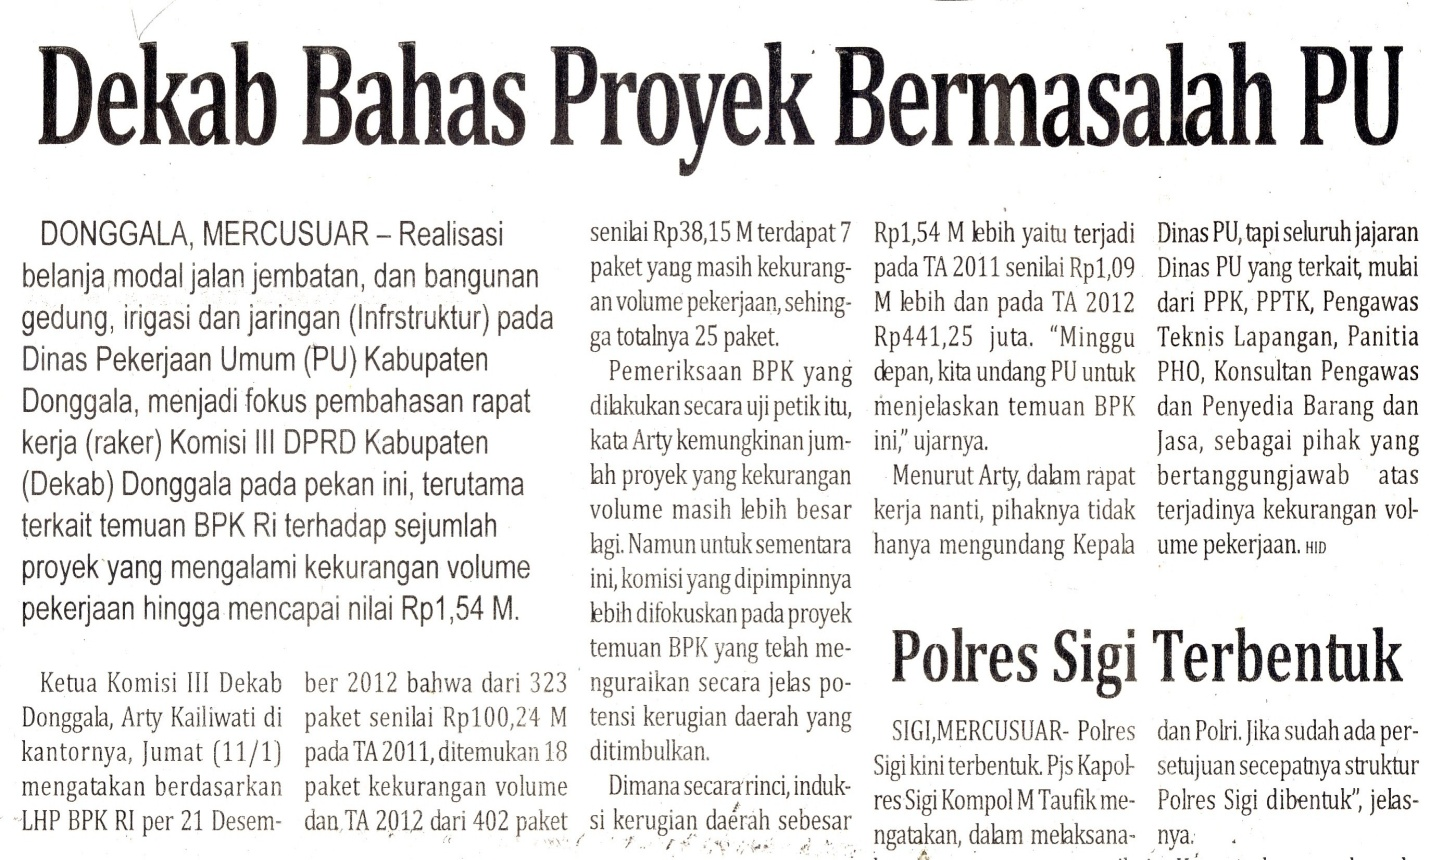 Dekab Bahas Proyek Bermasalah PU
DONGGALA, MERCUSUAR – Realisasi
belanja modal jalan jembatan, dan bangunan
gedung, irigasi dan jaringan (Infrstruktur) pada
Dinas Pekerjaan Umum (PU) Kabupaten
Donggala, menjadi fokus pembahasan rapat
kerja (raker) Komisi III DPRD Kabupaten
(Dekab) Donggala pada pekan ini, terutama
terkait temuan BPK Ri terhadap sejumlah
proyek yang mengalami kekurangan volume
pekerjaan hingga mencapai nilai Rp1,54 M.
Ketua Komisi III Dekab
Donggala, Arty Kailiwati di
kantornya, Jumat (11/1)
mengatakan berdasarkan
LHP BPK RI per 21 Desem-
ber 2012 bahwa dari 323
paket senilai Rp100,24 M
pada TA 2011, ditemukan 18
paket kekurangan volume
dan TA 2012 dari 402 paket
senilai Rp38,15 M terdapat 7
paket yang masih kekurang-
an volume pekerjaan, sehing-
ga totalnya 25 paket.
Pemeriksaan BPK yang
dilakukan secara uji petik itu,
kata Arty kemungkinan jum-
lah proyek yang kekurangan
volume masih lebih besar
lagi. Namun untuk sementara
ini, komisi yang dipimpinnya
lebih difokuskan pada proyek
temuan BPK yang telah me-
nguraikan secara jelas po-
tensi kerugian daerah yang
ditimbulkan.
Dimana secara rinci, induk-
si kerugian daerah sebesar
Rp1,54 M lebih yaitu terjadi
pada TA 2011 senilai Rp1,09
M lebih dan pada TA 2012
Rp441,25 juta. “Minggu
depan, kita undang PU untuk
menjelaskan temuan BPK
ini,” ujarnya.
Menurut Arty, dalam rapat
kerja nanti, pihaknya tidak
hanya mengundang Kepala
Dinas PU, tapi seluruh jajaran
Dinas PU yang terkait, mulai
dari PPK, PPTK, Pengawas
Teknis Lapangan, Panitia
PHO, Konsultan Pengawas
dan Penyedia Barang dan
Jasa, sebagai pihak yang
bertanggungjawab atas
terjadinya kekurangan vol-
ume pekerjaan. HID
Polres Sigi Terbentuk
SIGI,MERCUSUAR- Polres
Sigi kini terbentuk. Pjs Kapol-
res Sigi Kompol M Taufik me-
ngatakan, dalam melaksana-
dan Polri. Jika sudah ada per-
setujuan secepatnya struktur
Polres Sigi dibentuk”, jelas-
nya.